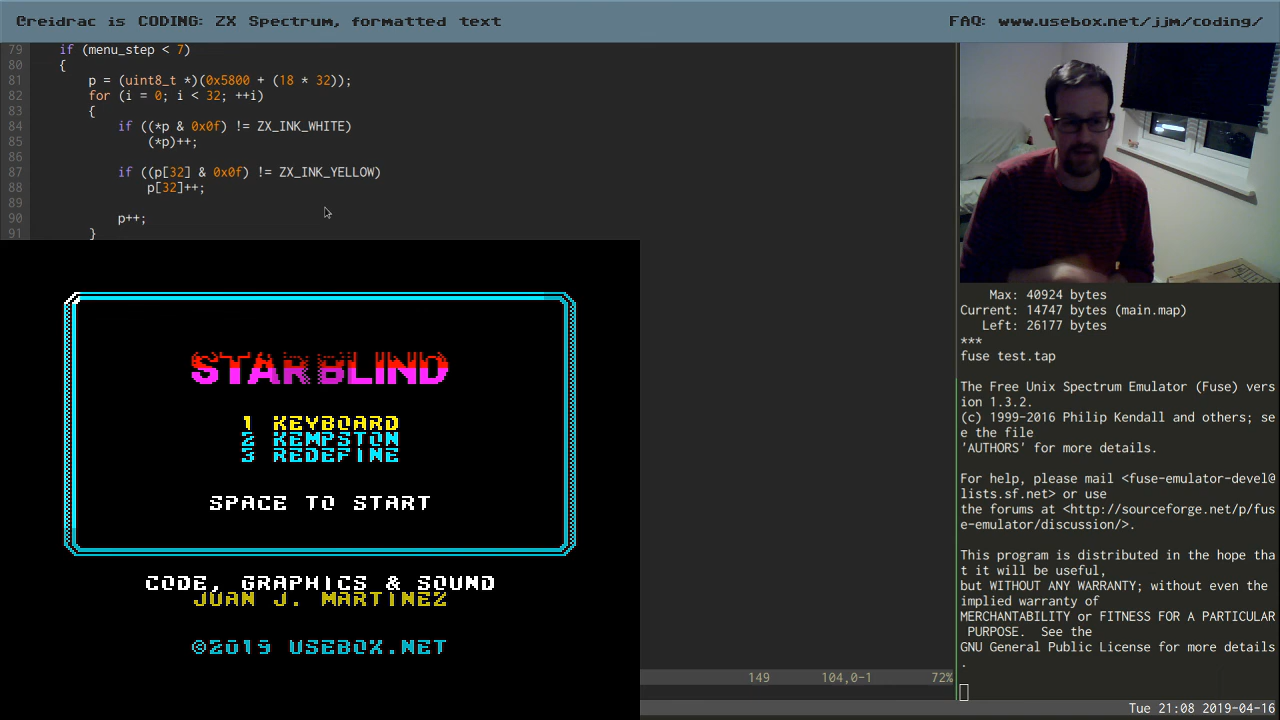 @reidrac is CODING: ZX Spectrum, formatted text
FAQ: www.usebox.net/jjm/coding/
79 if (menu_step < 7)
80 {
81 p = (uint8_t *)(0x5800 + (18 * 32));
82 for (i = 0; i < 32; ++i)
83 {
84 if ((*p & 0x0f) != ZX_INK_WHITE)
85 (*p)++;
86
87 if ((p[32] & 0x0f) != ZX_INK_YELLOW)
88 p[32]++;
89
90 p++;
91 }
STARBLIND
1 KEYBOARD
2 KEMPSTON
3 REDEFINE
SPACE TO START
CODE, GRAPHICS & SOUND
JUAN J. MARTINEZ
©2019 USEBOX.NET
149 104,0-1 72%
Max: 40924 bytes
Current: 14747 bytes (main.map)
Left: 26177 bytes
***
fuse test.tap
The Free Unix Spectrum Emulator (Fuse) vers
ion 1.3.2.
(c) 1999-2016 Philip Kendall and others; se
e the file
'AUTHORS' for more details.
For help, please mail <fuse-emulator-devel@
lists.sf.net> or use
the forums at <http://sourceforge.net/p/fus
e-emulator/discussion/>.
This program is distributed in the hope tha
t it will be useful,
but WITHOUT ANY WARRANTY; without even the
implied warranty of
MERCHANTABILITY or FITNESS FOR A PARTICULAR
PURPOSE.  See the
GNU General Public License for more details
.
Tue 21:08 2019-04-16